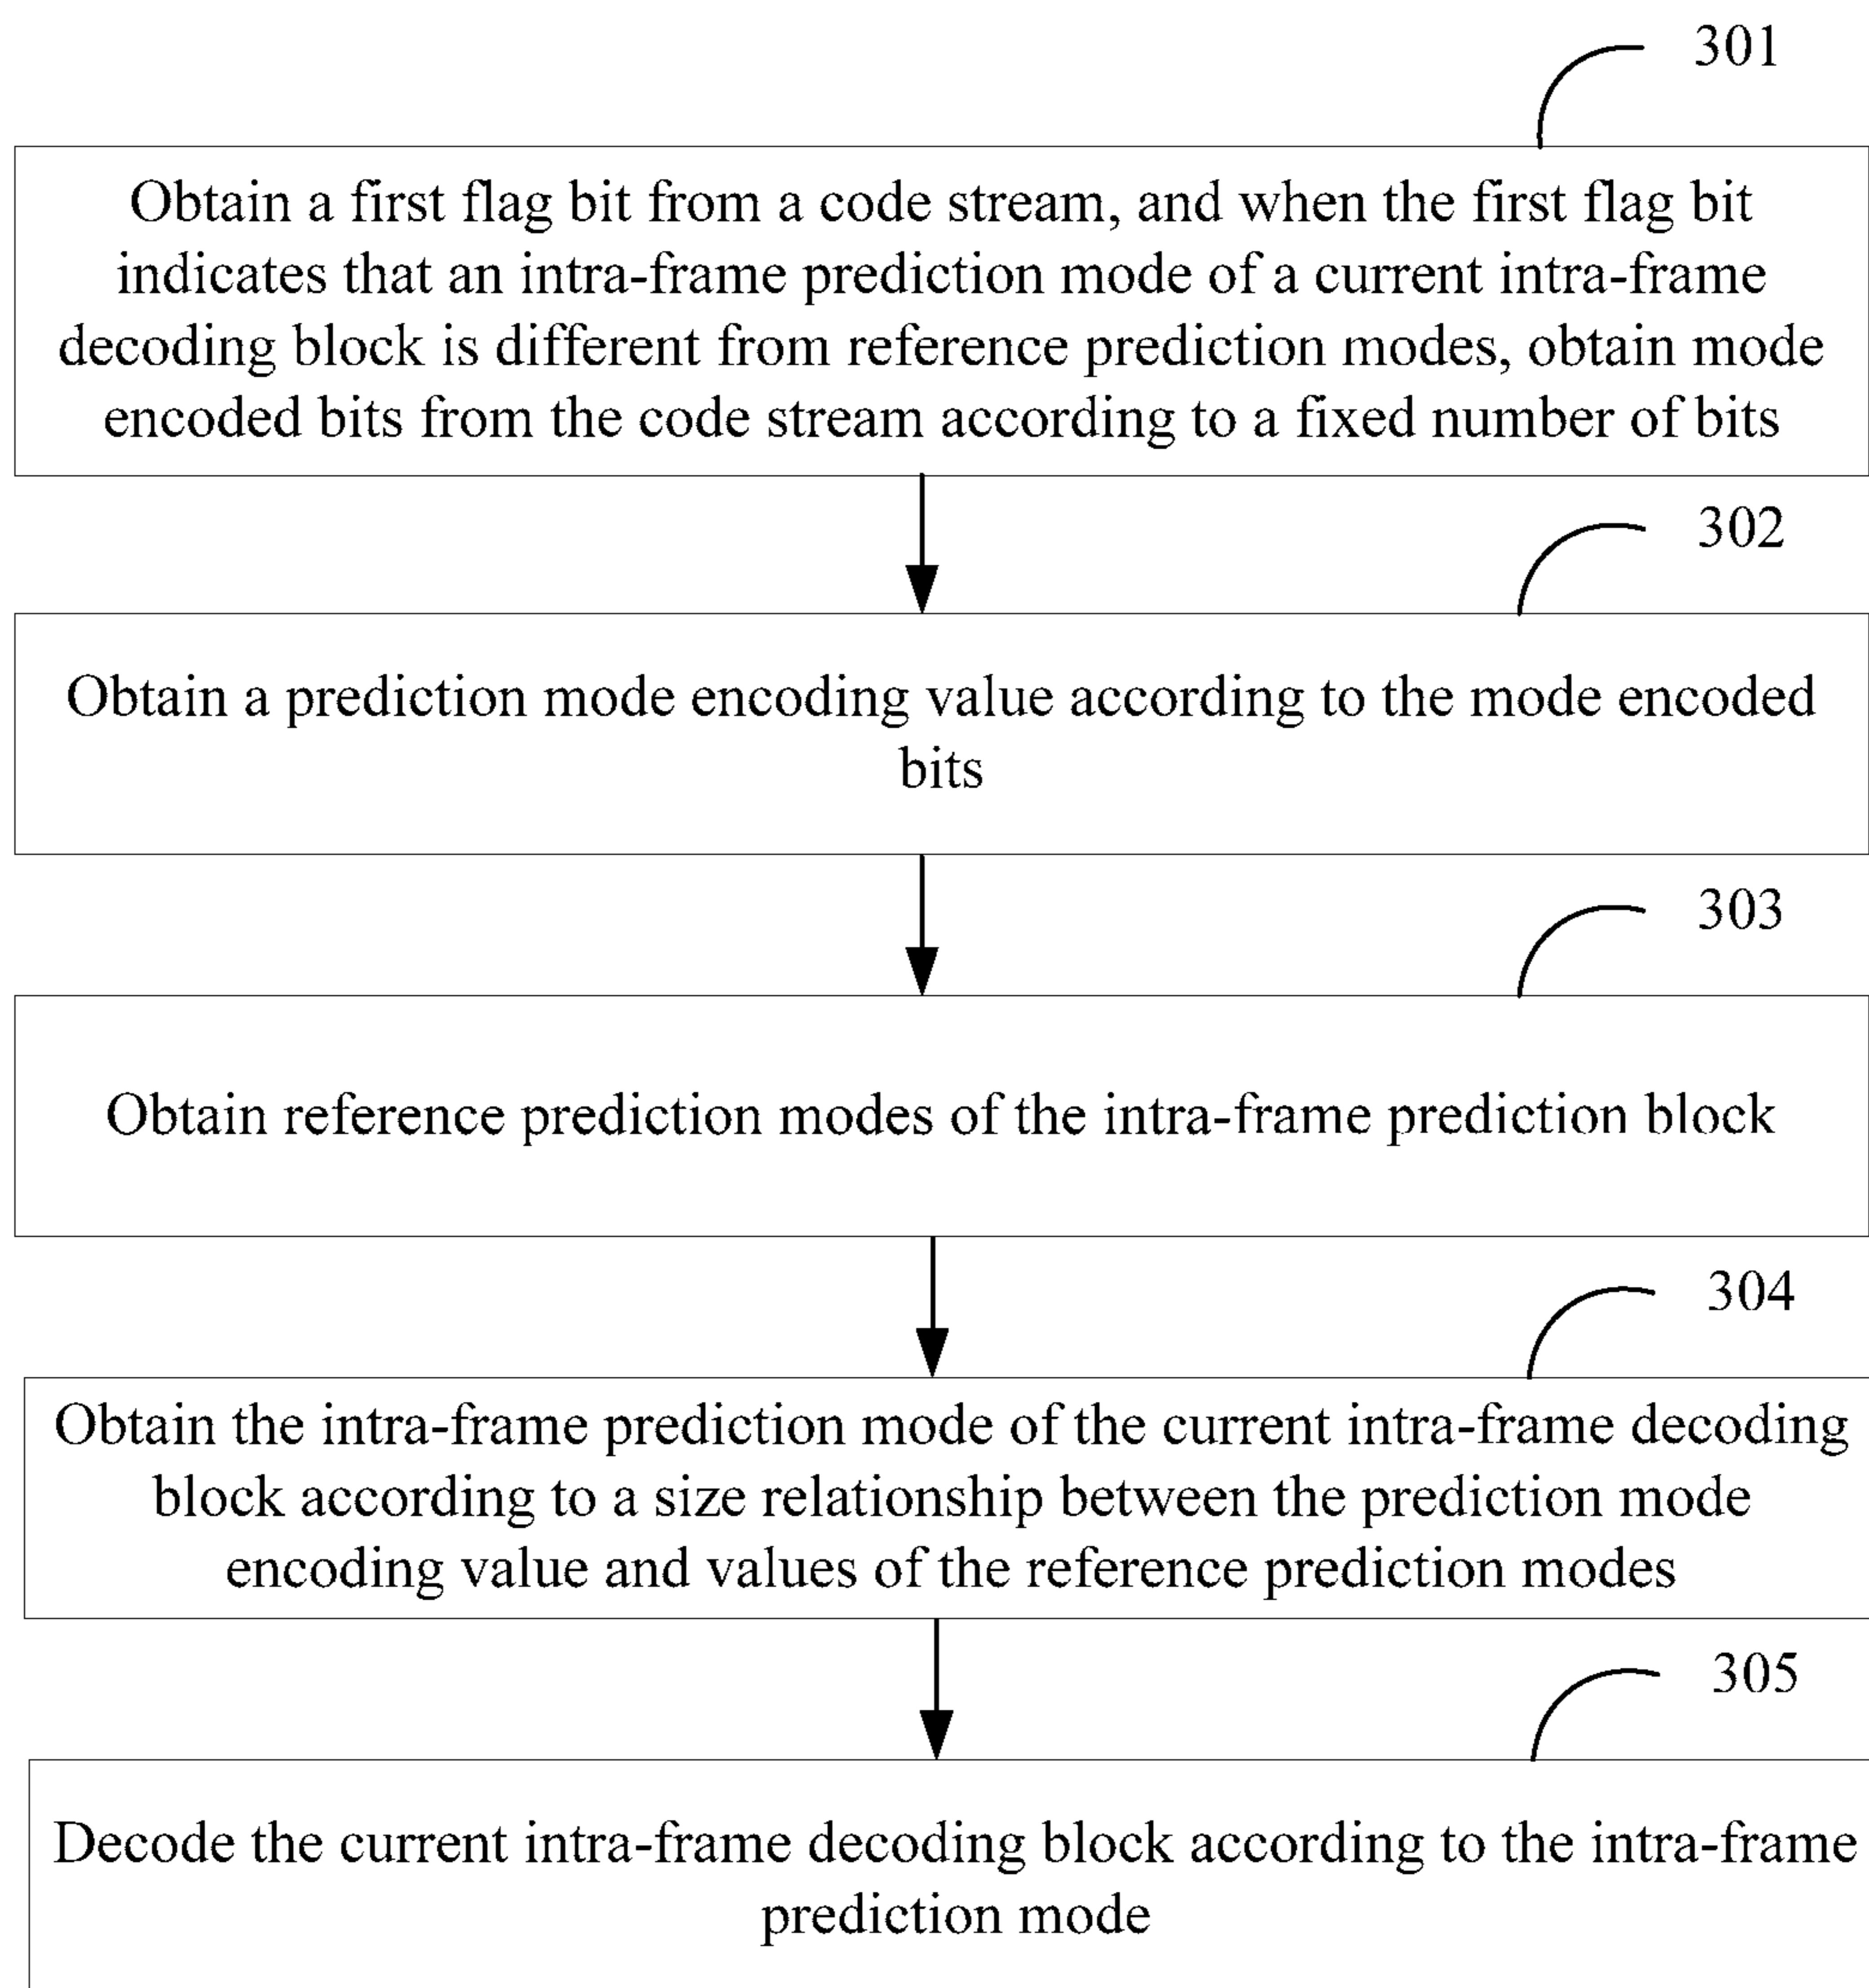 301
Obtain a first flag bit from a code stream, and when the first flag bit
indicates that an intra-frame prediction mode of a current intra-frame
decoding block is different from reference prediction modes, obtain mode
encoded bits from the code stream according to a fixed number of bits
302
Obtain a prediction mode encoding value according to the mode encoded
bits
303
Obtain reference prediction modes of the intra-frame prediction block
304
Obtain the intra-frame prediction mode of the current intra-frame decoding
block according to a size relationship between the prediction mode
encoding value and values of the reference prediction modes
305
Decode the current intra-frame decoding block according to the intra-frame
prediction mode